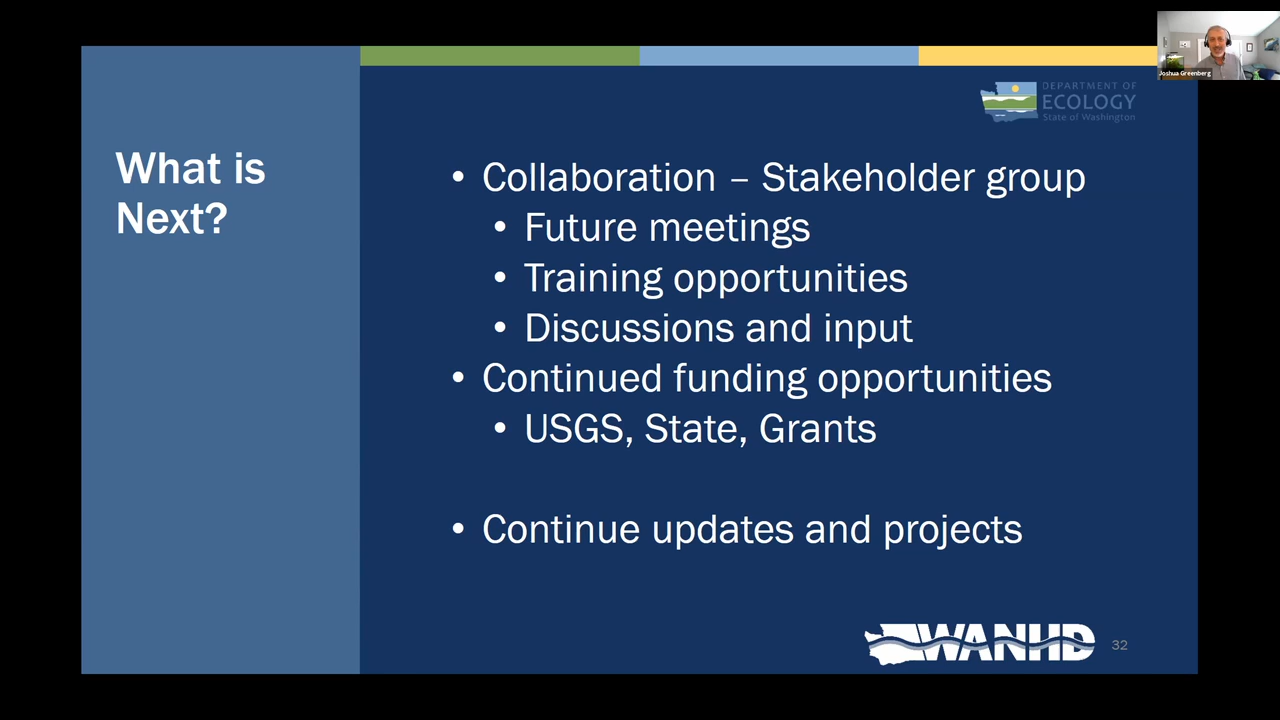 Joshua Greenberg
DEPARTMENT OF
ECOLOGY
State of Washington
What is
Next?
• Collaboration – Stakeholder group
• Future meetings
• Training opportunities
• Discussions and input
• Continued funding opportunities
• USGS, State, Grants
• Continue updates and projects
WANHD
32